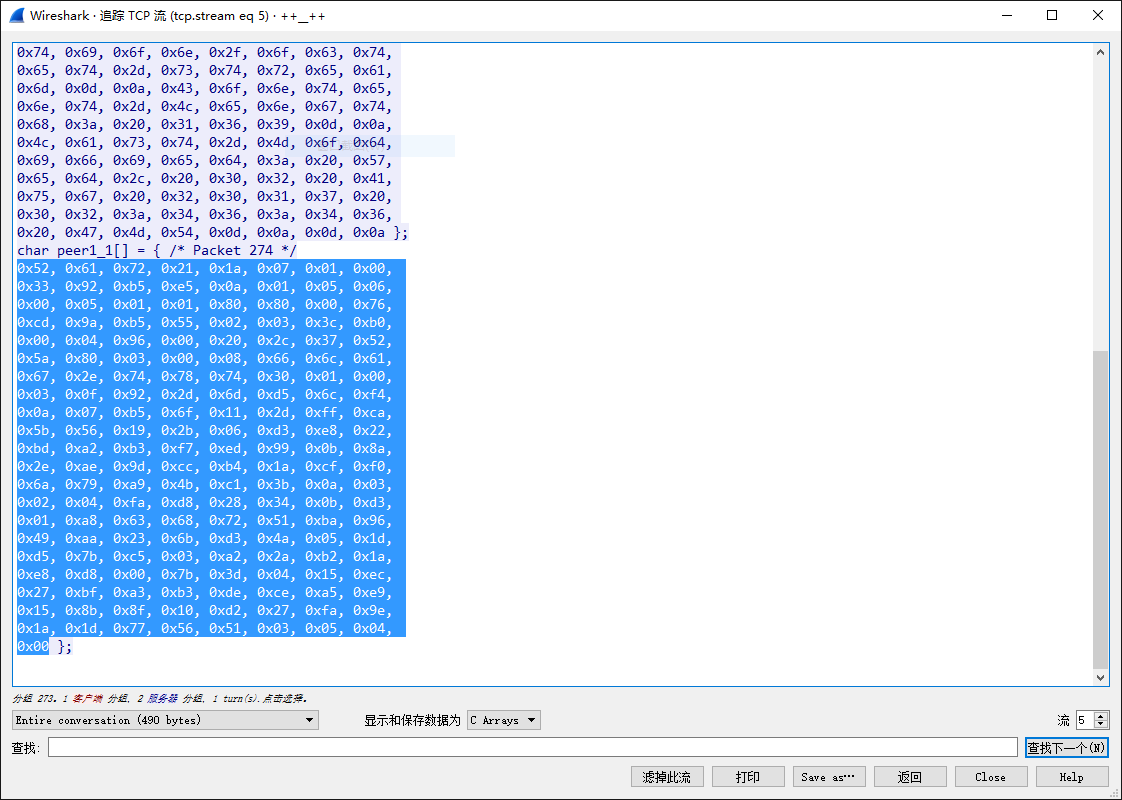 Wireshark · 追踪 TCP 流 (tcp.stream eq 5) · ++__++
0x74, 0x69, 0x6f, 0x6e, 0x2f, 0x6f, 0x63, 0x74,
0x65, 0x74, 0x2d, 0x73, 0x74, 0x72, 0x65, 0x61,
0x6d, 0x0d, 0x0a, 0x43, 0x6f, 0x6e, 0x74, 0x65,
0x6e, 0x74, 0x2d, 0x4c, 0x65, 0x6e, 0x67, 0x74,
0x68, 0x3a, 0x20, 0x31, 0x36, 0x39, 0x0d, 0x0a,
0x4c, 0x61, 0x73, 0x74, 0x2d, 0x4d, 0x6f, 0x64,
0x69, 0x66, 0x69, 0x65, 0x64, 0x3a, 0x20, 0x57,
0x65, 0x64, 0x2c, 0x20, 0x30, 0x32, 0x20, 0x41,
0x75, 0x67, 0x20, 0x32, 0x30, 0x31, 0x37, 0x20,
0x30, 0x32, 0x3a, 0x34, 0x36, 0x3a, 0x34, 0x36,
0x20, 0x47, 0x4d, 0x54, 0x0d, 0x0a, 0x0d, 0x0a };
char peer1_1[] = { /* Packet 274 */
0x52, 0x61, 0x72, 0x21, 0x1a, 0x07, 0x01, 0x00,
0x33, 0x92, 0xb5, 0xe5, 0x0a, 0x01, 0x05, 0x06,
0x00, 0x05, 0x01, 0x01, 0x80, 0x80, 0x00, 0x76,
0xcd, 0x9a, 0xb5, 0x55, 0x02, 0x03, 0x3c, 0xb0,
0x00, 0x04, 0x96, 0x00, 0x20, 0x2c, 0x37, 0x52,
0x5a, 0x80, 0x03, 0x00, 0x08, 0x66, 0x6c, 0x61,
0x67, 0x2e, 0x74, 0x78, 0x74, 0x30, 0x01, 0x00,
0x03, 0x0f, 0x92, 0x2d, 0x6d, 0xd5, 0x6c, 0xf4,
0x0a, 0x07, 0xb5, 0x6f, 0x11, 0x2d, 0xff, 0xca,
0x5b, 0x56, 0x19, 0x2b, 0x06, 0xd3, 0xe8, 0x22,
0xbd, 0xa2, 0xb3, 0xf7, 0xed, 0x99, 0x0b, 0x8a,
0x2e, 0xae, 0x9d, 0xcc, 0xb4, 0x1a, 0xcf, 0xf0,
0x6a, 0x79, 0xa9, 0x4b, 0xc1, 0x3b, 0x0a, 0x03,
0x02, 0x04, 0xfa, 0xd8, 0x28, 0x34, 0x0b, 0xd3,
0x01, 0xa8, 0x63, 0x68, 0x72, 0x51, 0xba, 0x96,
0x49, 0xaa, 0x23, 0x6b, 0xd3, 0x4a, 0x05, 0x1d,
0xd5, 0x7b, 0xc5, 0x03, 0xa2, 0x2a, 0xb2, 0x1a,
0xe8, 0xd8, 0x00, 0x7b, 0x3d, 0x04, 0x15, 0xec,
0x27, 0xbf, 0xa3, 0xb3, 0xde, 0xce, 0xa5, 0xe9,
0x15, 0x8b, 0x8f, 0x10, 0xd2, 0x27, 0xfa, 0x9e,
0x1a, 0x1d, 0x77, 0x56, 0x51, 0x03, 0x05, 0x04,
0x00 };
分组 273。1 客户端 分组, 2 服务器 分组, 1 turn(s).点击选择。
Entire conversation (490 bytes) 显示和保存数据为 C Arrays 流 5
查找: 查找下一个(N)
滤掉此流 打印 Save as… 返回 Close Help